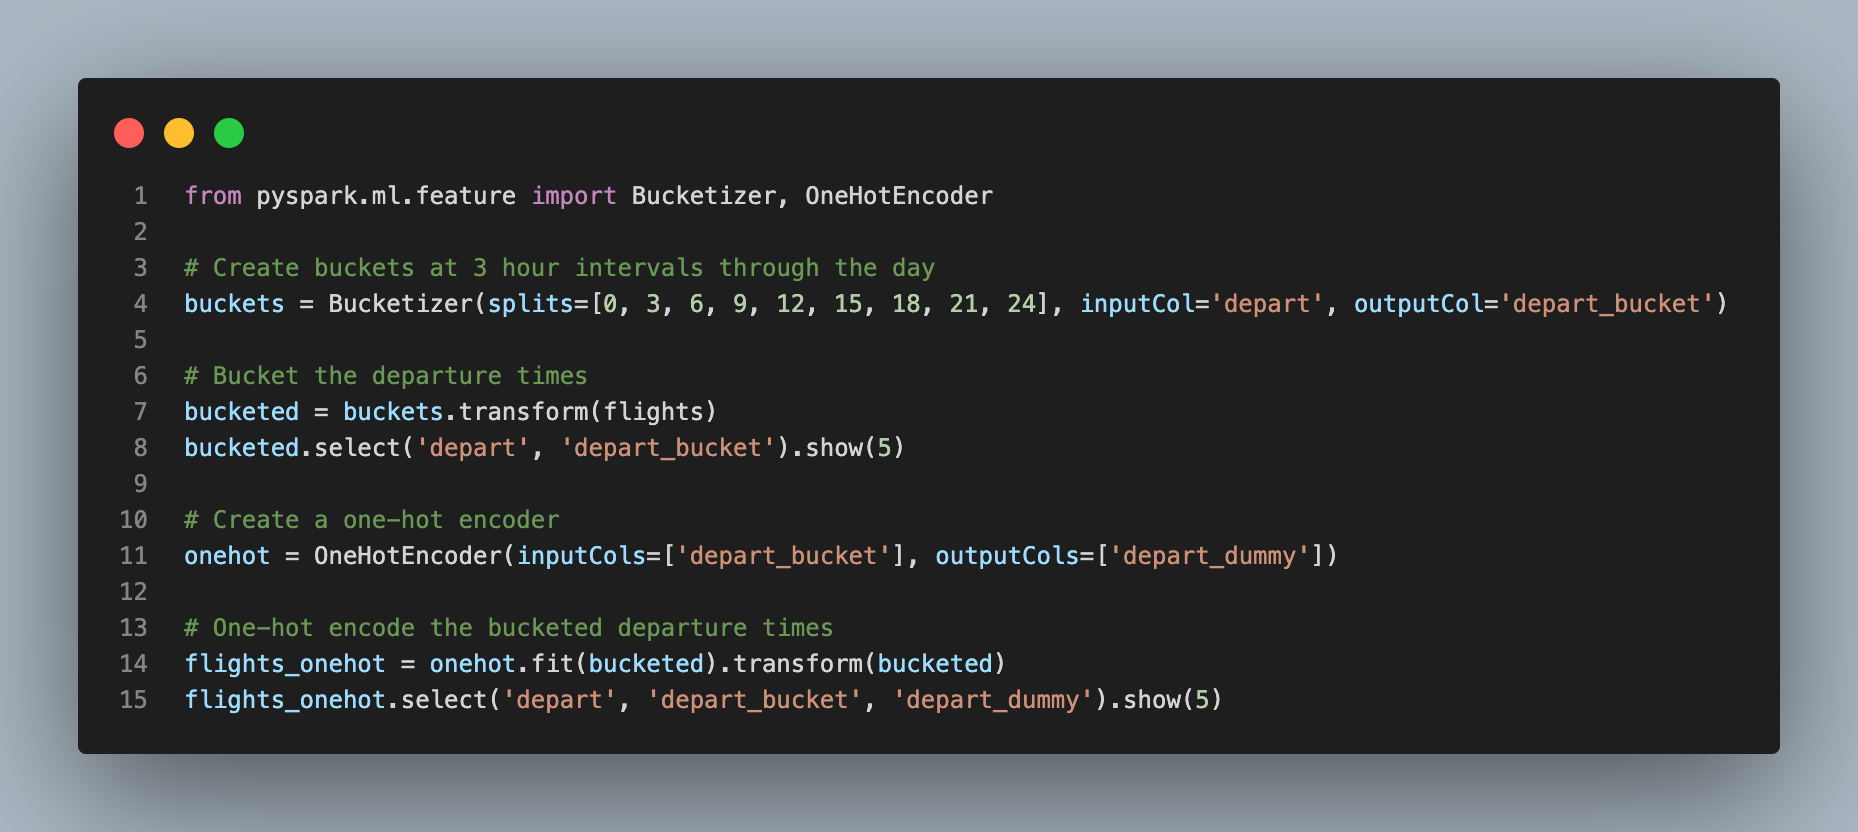 1 from pyspark.ml.feature import Bucketizer, OneHotEncoder
2
3 # Create buckets at 3 hour intervals through the day
4 buckets = Bucketizer(splits=[0, 3, 6, 9, 12, 15, 18, 21, 24], inputCol='depart', outputCol='depart_bucket')
5
6 # Bucket the departure times
7 bucketed = buckets.transform(flights)
8 bucketed.select('depart', 'depart_bucket').show(5)
9
10 # Create a one-hot encoder
11 onehot = OneHotEncoder(inputCols=['depart_bucket'], outputCols=['depart_dummy'])
12
13 # One-hot encode the bucketed departure times
14 flights_onehot = onehot.fit(bucketed).transform(bucketed)
15 flights_onehot.select('depart', 'depart_bucket', 'depart_dummy').show(5)